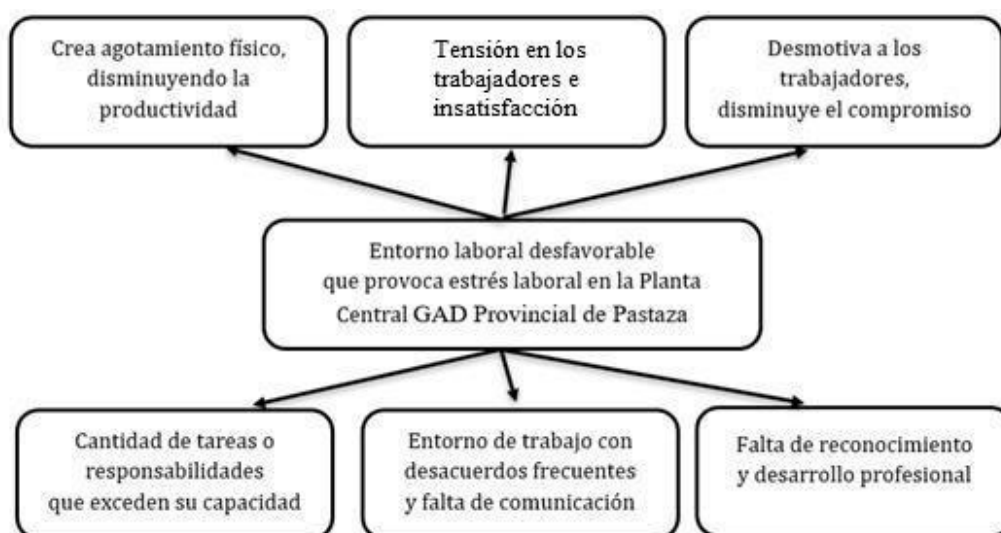 Crea agotamiento físico,
disminuyendo la
productividad
Tensión en los
trabajadores e
insatisfacción
Desmotiva a los
trabajadores,
disminuye el compromiso
Entorno laboral desfavorable
que provoca estrés laboral en la Planta
Central GAD Provincial de Pastaza
Cantidad de tareas o
responsabilidades
que exceden su capacidad
Entorno de trabajo con
desacuerdos frecuentes
y falta de comunicación
Falta de reconocimiento
y desarrollo profesional